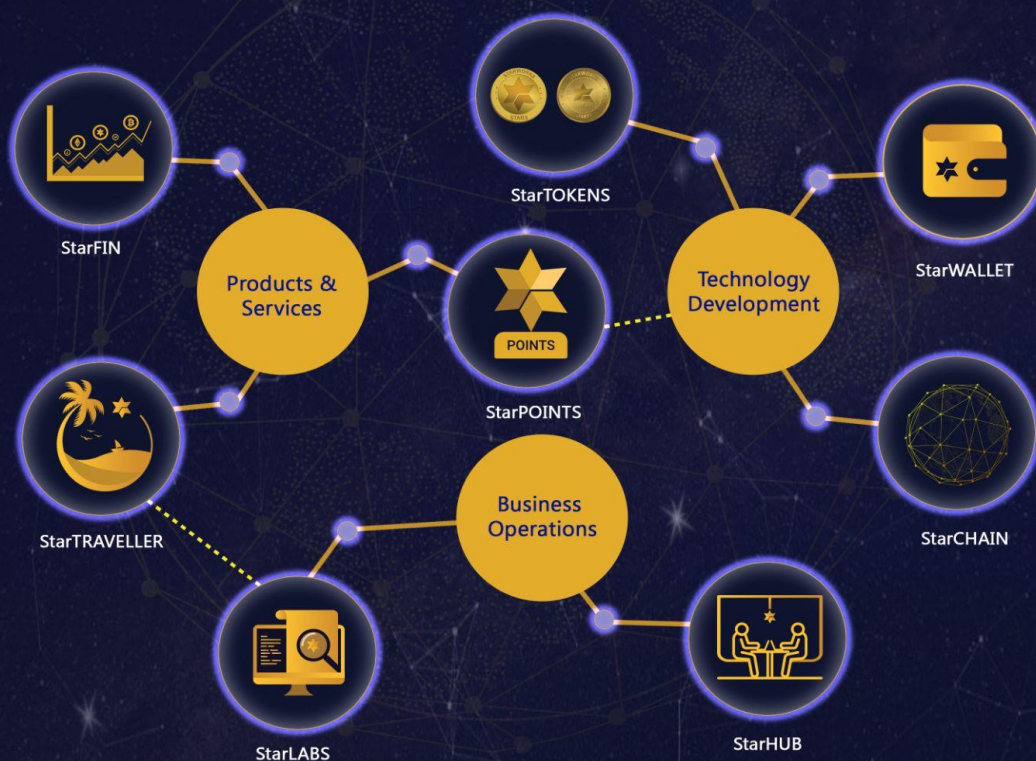 StarTOKENS
StarFIN
StarWALLET
Products &
Services
Technology
Development
POINTS
StarPOINTS
Business
Operations
StarTRAVELLER
StarCHAIN
StarLABS
StarHUB